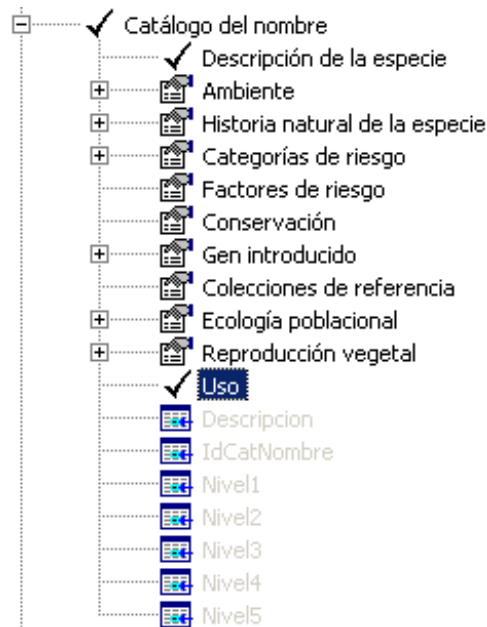 Catálogo del nombre
Descripción de la especie
Ambiente
Historia natural de la especie
Categorías de riesgo
Factores de riesgo
Conservación
Gen introducido
Colecciones de referencia
Ecología poblacional
Reproducción vegetal
Uso
Descripcion
IdCatNombre
Nivel1
Nivel2
Nivel3
Nivel4
Nivel5